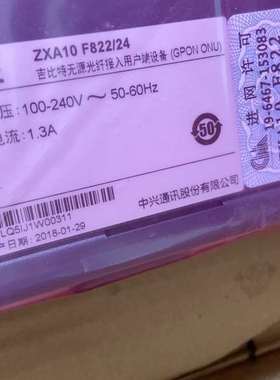 ZXA10 F822/24
吉比特无源光纤接入用户端设备 (GPON ONU)
压: 100-240V ～ 50-60Hz
流: 1.3A
50
LQ5IJ1W00311
中兴通讯股份有限公司
日期: 2018-01-29
进网许可
19-6467-153083
F822